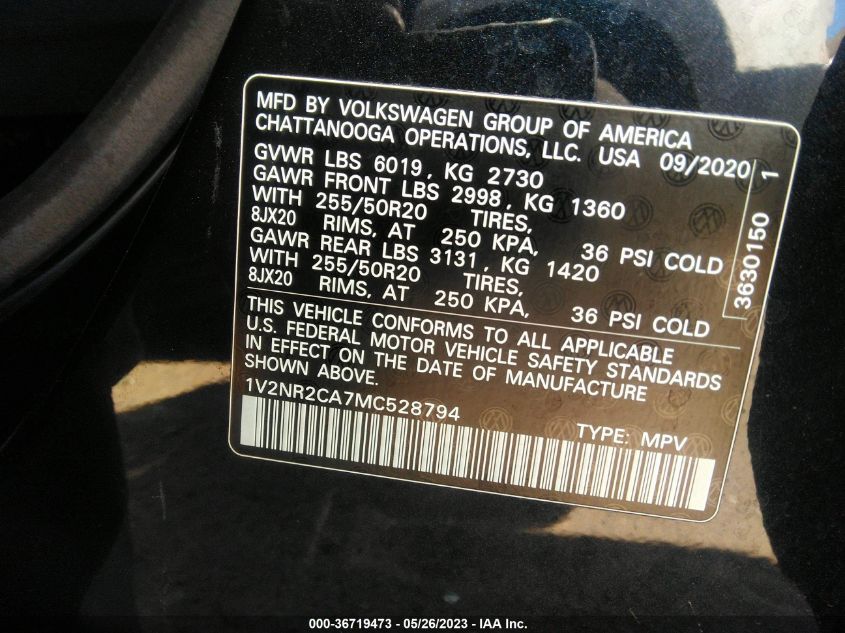 MFD BY VOLKSWAGEN GROUP OF AMERICA
CHATTANOOGA OPERATIONS, LLC. USA 09/2020
GVWR LBS 6019, KG 2730
GAWR FRONT LBS 2998, KG 1360
WITH 255/50R20 TIRES,
8JX20 RIMS, AT 250 KPA, 36 PSI COLD
GAWR REAR LBS 3131, KG 1420
WITH 255/50R20 TIRES,
8JX20 RIMS, AT 250 KPA, 36 PSI COLD
3630150 1
THIS VEHICLE CONFORMS TO ALL APPLICABLE
U.S. FEDERAL MOTOR VEHICLE SAFETY STANDARDS
IN EFFECT ON THE DATE OF MANUFACTURE
SHOWN ABOVE.
1V2NR2CA7MC528794
TYPE: MPV
000-36719473 - 05/26/2023 - IAA Inc.